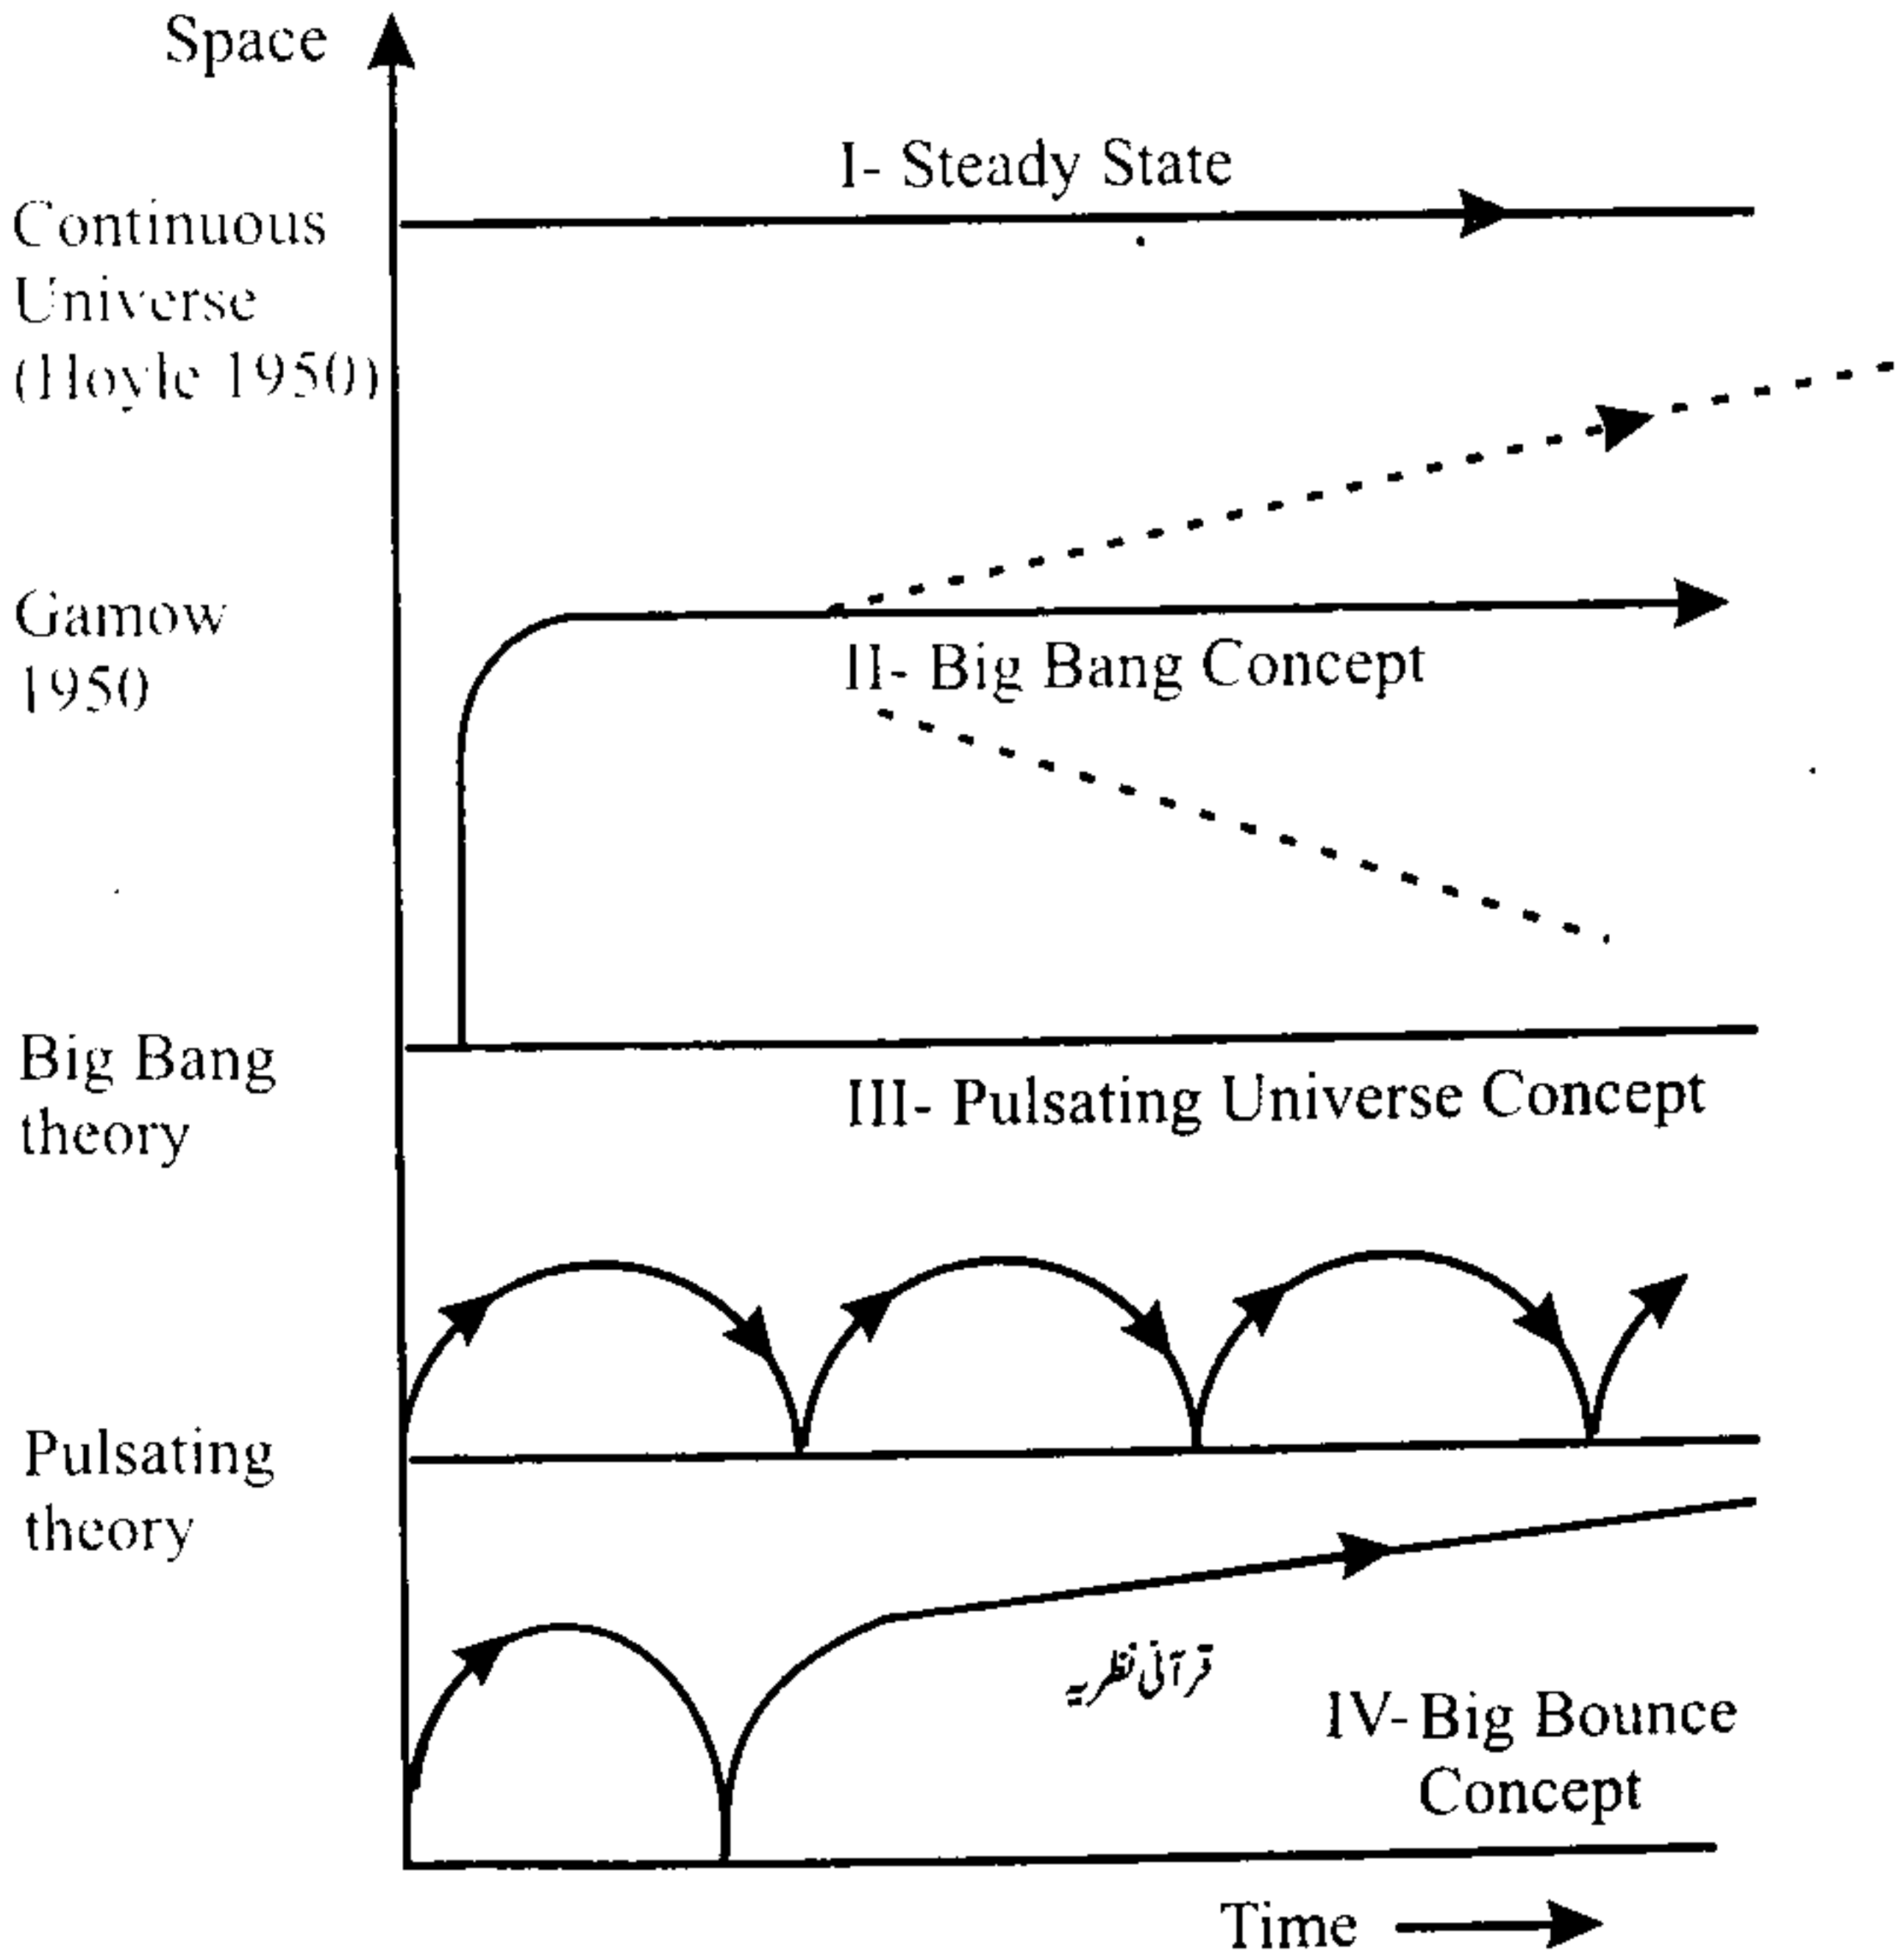 Space
I- Steady State
Continuous
Universe
(Hoyle 1950)
Gamow
1950
II- Big Bang Concept
Big Bang
theory
III- Pulsating Universe Concept
Pulsating
theory
قرآنی نظریہ
IV- Big Bounce
Concept
Time